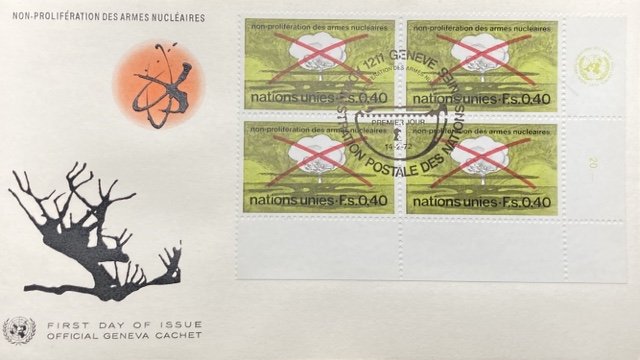 NON-PROLIFÉRATION DES ARMES NUCLÉAIRES
non-prolifération des armes nucléaires
nations unies·F.s.0,40
non-prolifération des armes nucléaires
nations unies·F.s.0,40
non-prolifération des armes nucléaires
nations unies·F.s.0,40
non-prolifération des armes nucléaires
nations unies·F.s.0,40
1211 GENEVE
ADMINISTRATION POSTALE DES NATIONS UNIES
PREMIER JOUR
14-2-72
20
FIRST DAY OF ISSUE
OFFICIAL GENEVA CACHET